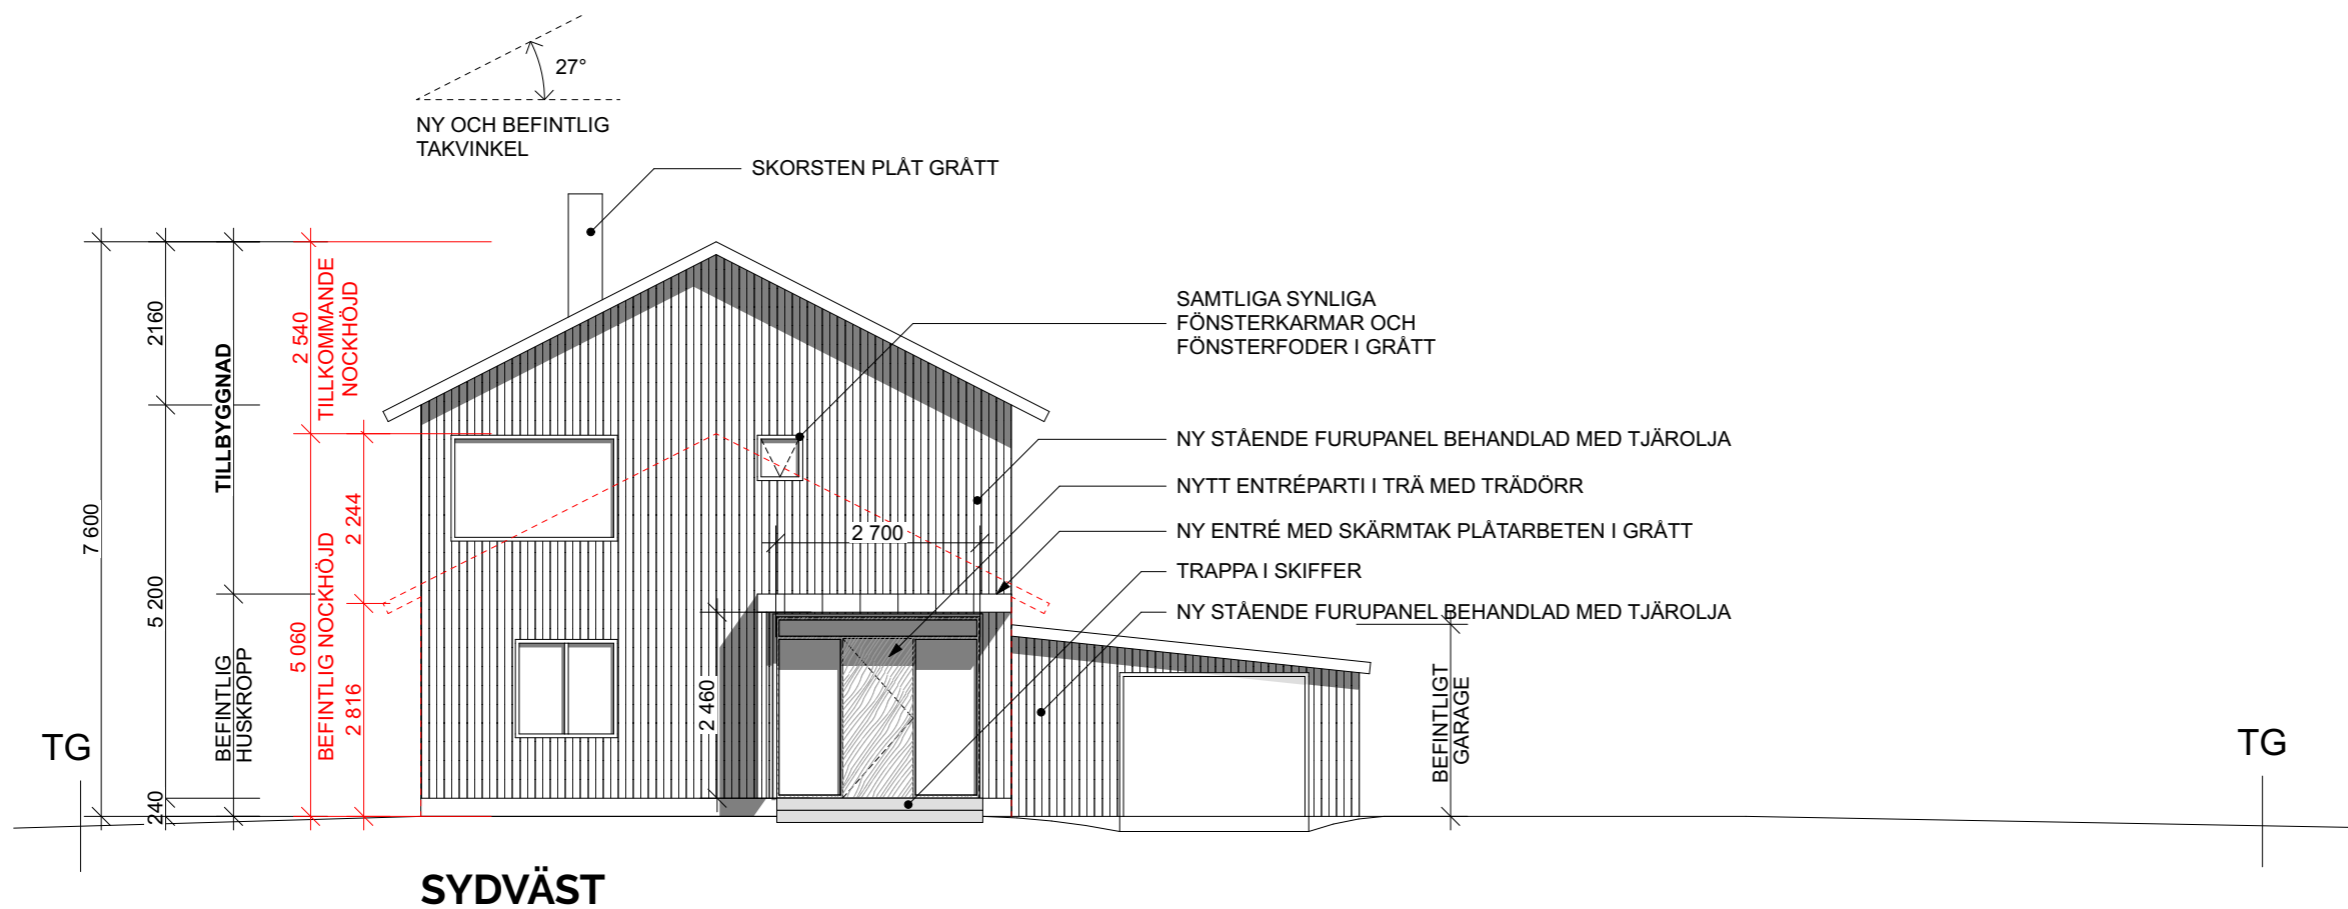 27°
NY OCH BEFINTLIG
TAKVINKEL
SKORSTEN PLÅT GRÅTT
SAMTLIGA SYNLIGA
FÖNSTERKARMAR OCH
FÖNSTERFODER I GRÅTT
NY STÅENDE FURUPANEL BEHANDLAD MED TJÄROLJA
NYTT ENTRÉPARTI I TRÄ MED TRÄDÖRR
NY ENTRÉ MED SKÄRMTAK PLÅTARBETEN I GRÅTT
TRAPPA I SKIFFER
NY STÅENDE FURUPANEL BEHANDLAD MED TJÄROLJA
7 600
2160
5 200
240
TILLBYGGNAD
BEFINTLIG
HUSKROPP
2 540
TILLKOMMANDE
NOCKHÖJD
5 060
BEFINTLIG NOCKHÖJD
2 244
2 816
2 700
2 460
BEFINTLIGT
GARAGE
TG
TG
SYDVÄST